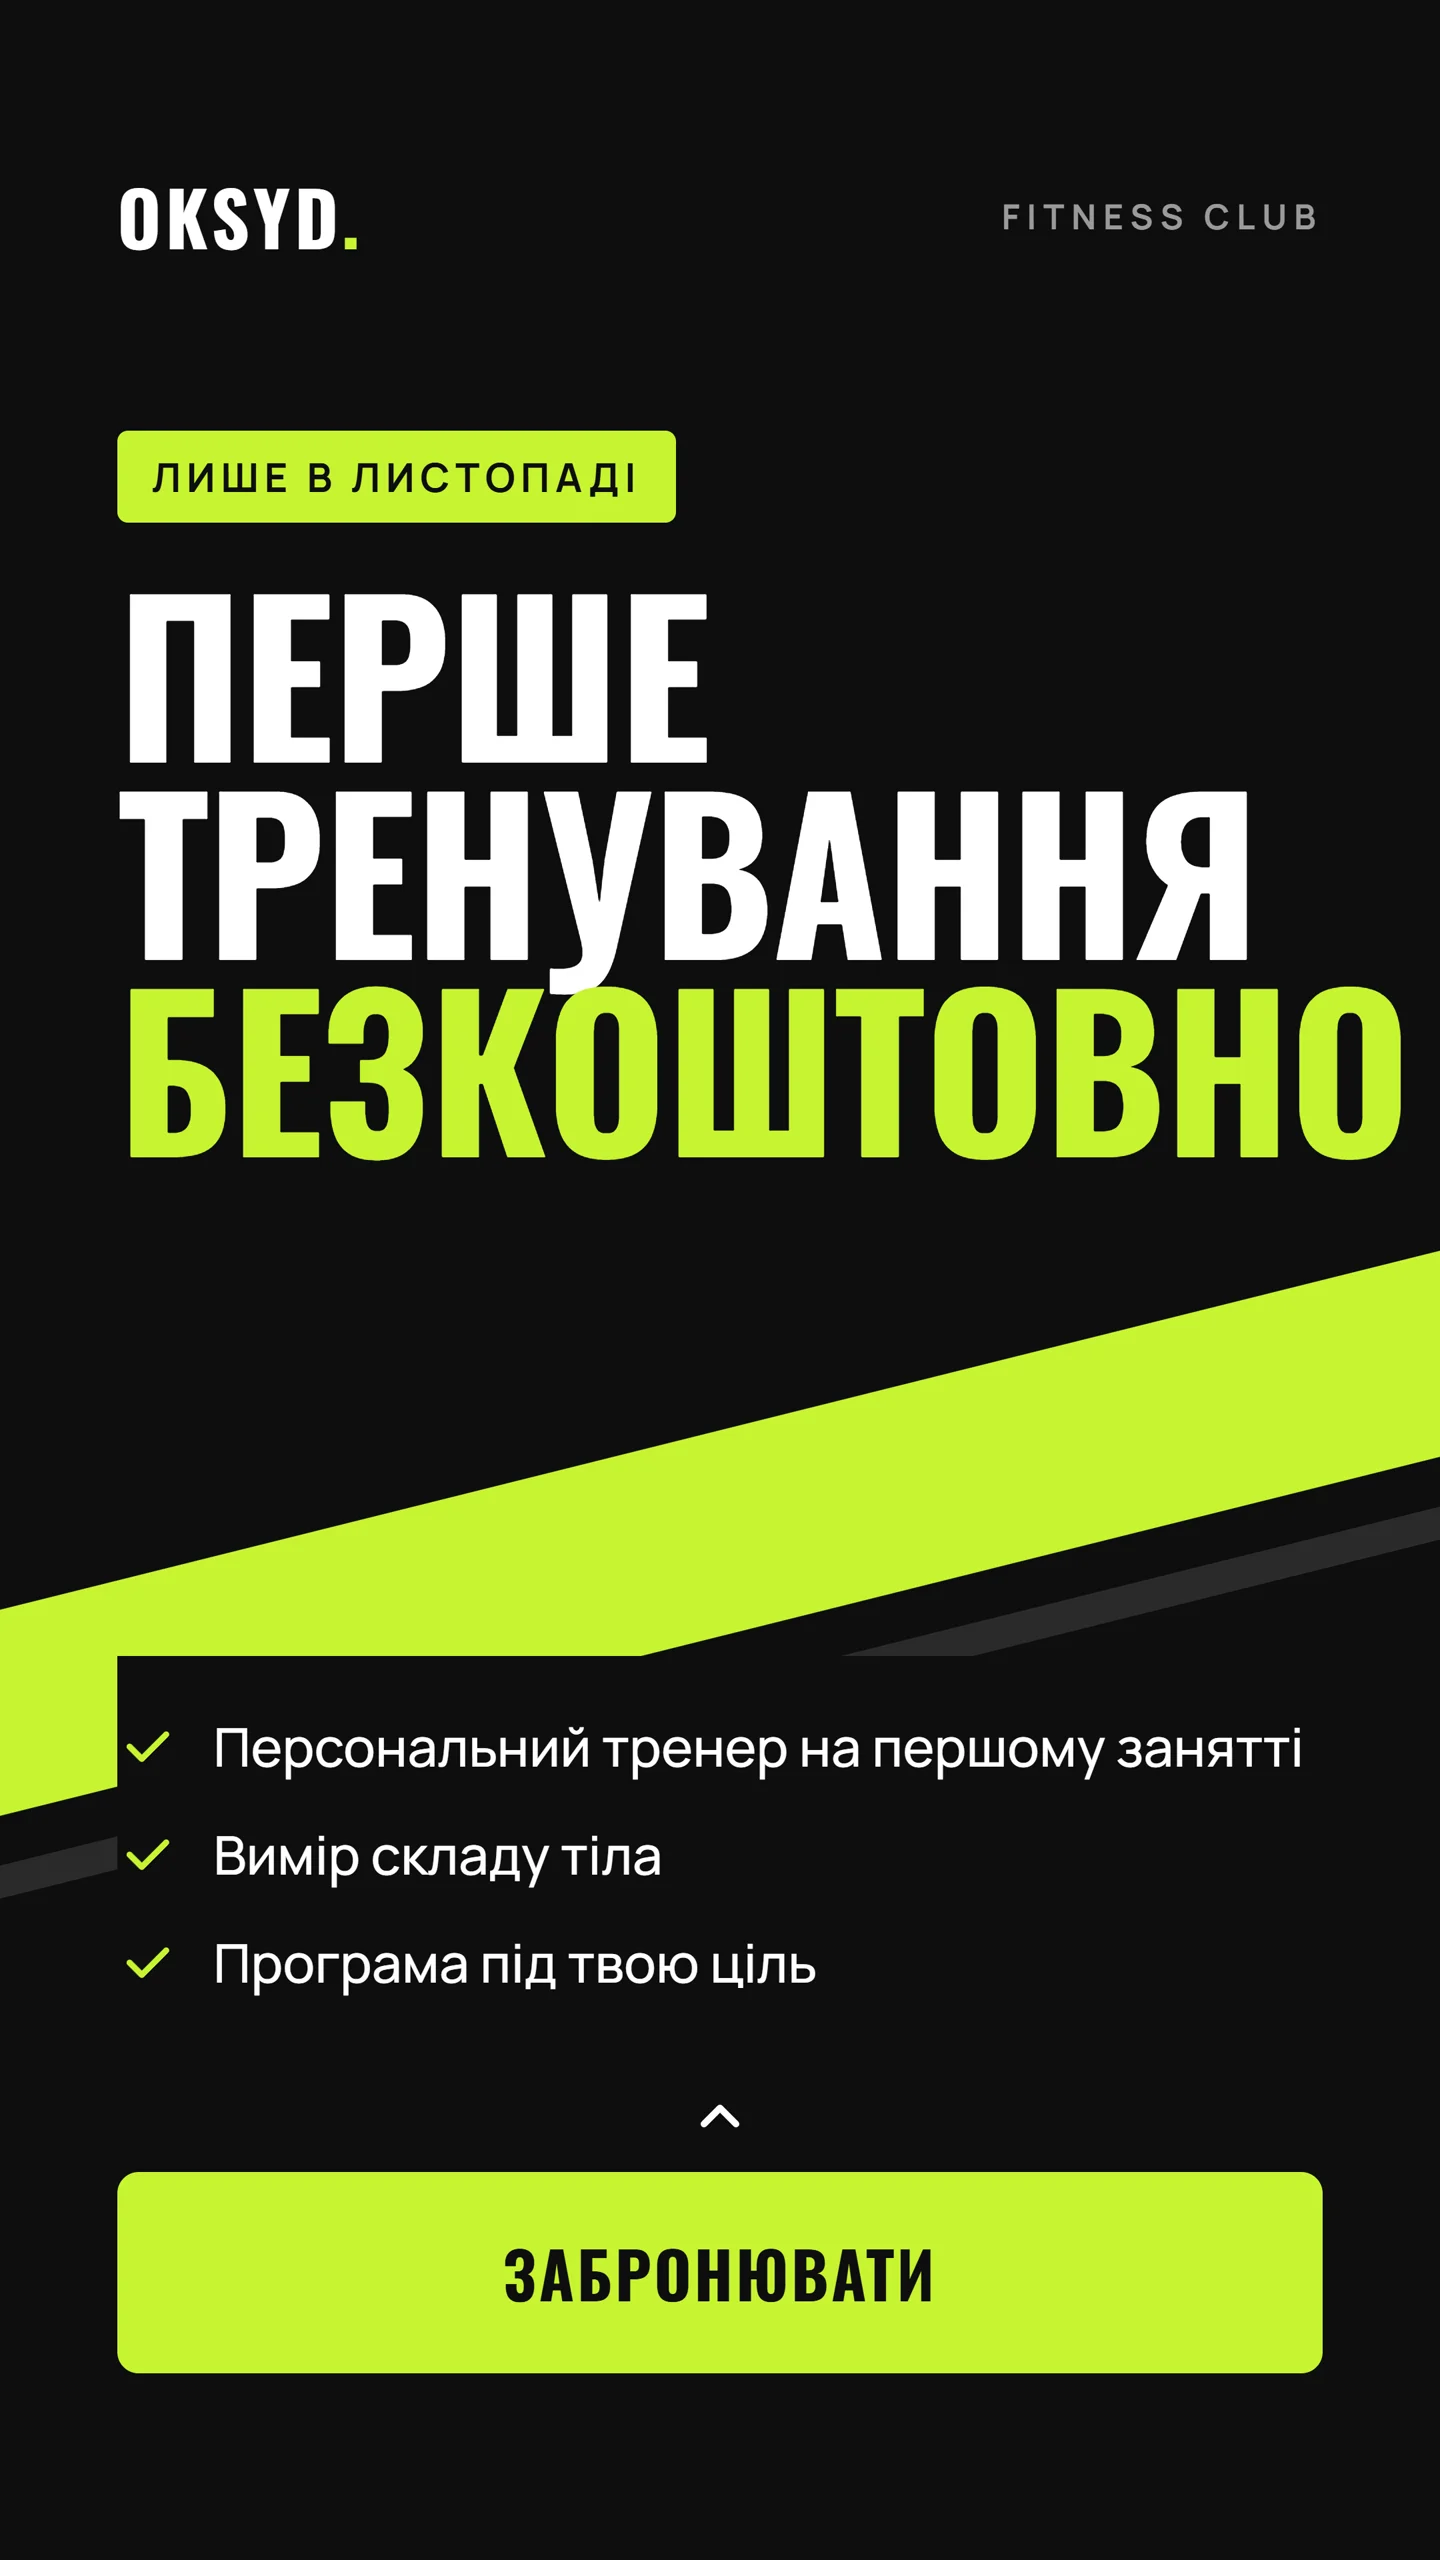 OKSYD.
FITNESS CLUB
ЛИШЕ В ЛИСТОПАДІ
ПЕРШЕ
ТРЕНУВАННЯ
БЕЗКОШТОВНО
Персональний тренер на першому занятті
Вимір складу тіла
Програма під твою ціль
ЗАБРОНЮВАТИ